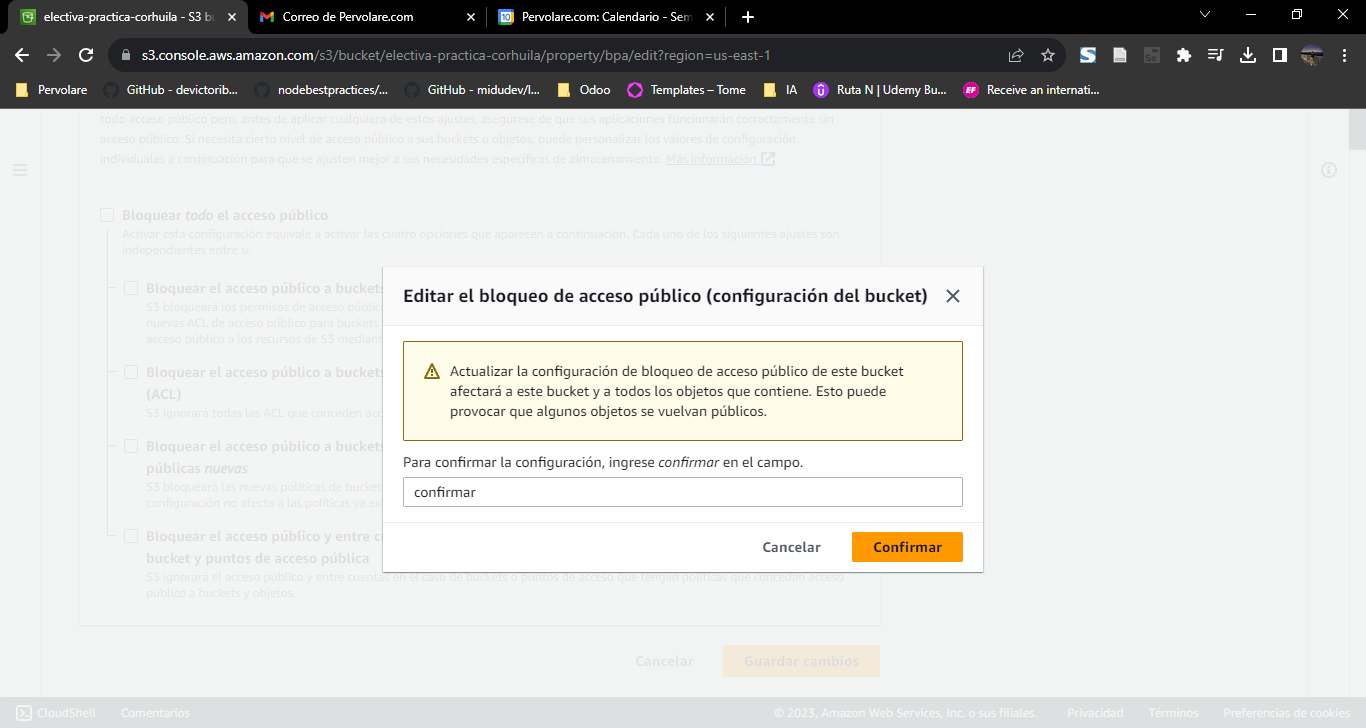 electiva-practica-corhuila - S3 bu
Correo de Pervolare.com
Pervolare.com: Calendario - Sem
s3.console.aws.amazon.com/s3/bucket/electiva-practica-corhuila/property/bpa/edit?region=us-east-1
Pervolare
GitHub - devictorib...
nodebestpractices/...
GitHub - midudev/l...
Odoo
Templates – Tome
IA
Ruta N | Udemy Bu...
EF Receive an internati...
todo acceso público pero, antes de aplicar cualquiera de estos ajustes, asegúrese de que sus aplicaciones funcionarán correctamente sin
acceso público. Si necesita cierto nivel de acceso público a sus buckets u objetos, puede personalizar los valores de configuración
individuales a continuación para que se ajusten mejor a sus necesidades específicas de almacenamiento. Más información
Bloquear todo el acceso público
Activar esta configuración equivale a activar las cuatro opciones que aparecen a continuación. Cada uno de los siguientes ajustes son
independientes entre sí.
Bloquear el acceso público a buckets
S3 bloqueará los permisos de acceso públic
nuevas ACL de acceso público para buckets
acceso público a los recursos de S3 mediant
Bloquear el acceso público a buckets
(ACL)
S3 ignorará todas las ACL que conceden acc
Bloquear el acceso público a buckets
públicas nuevas
S3 bloqueará las nuevas políticas de bucket
configuración no afecta a las políticas ya ex
Bloquear el acceso público y entre c
bucket y puntos de acceso pública
S3 ignorará el acceso público y entre cuentas en el caso de buckets o puntos de acceso que tengan políticas que concedan acceso
público a buckets y objetos.
Editar el bloqueo de acceso público (configuración del bucket)
Actualizar la configuración de bloqueo de acceso público de este bucket
afectará a este bucket y a todos los objetos que contiene. Esto puede
provocar que algunos objetos se vuelvan públicos.
Para confirmar la configuración, ingrese confirmar en el campo.
confirmar
Cancelar
Confirmar
Cancelar
Guardar cambios
CloudShell
Comentarios
© 2023, Amazon Web Services, Inc. o sus filiales.
Privacidad
Términos
Preferencias de cookies